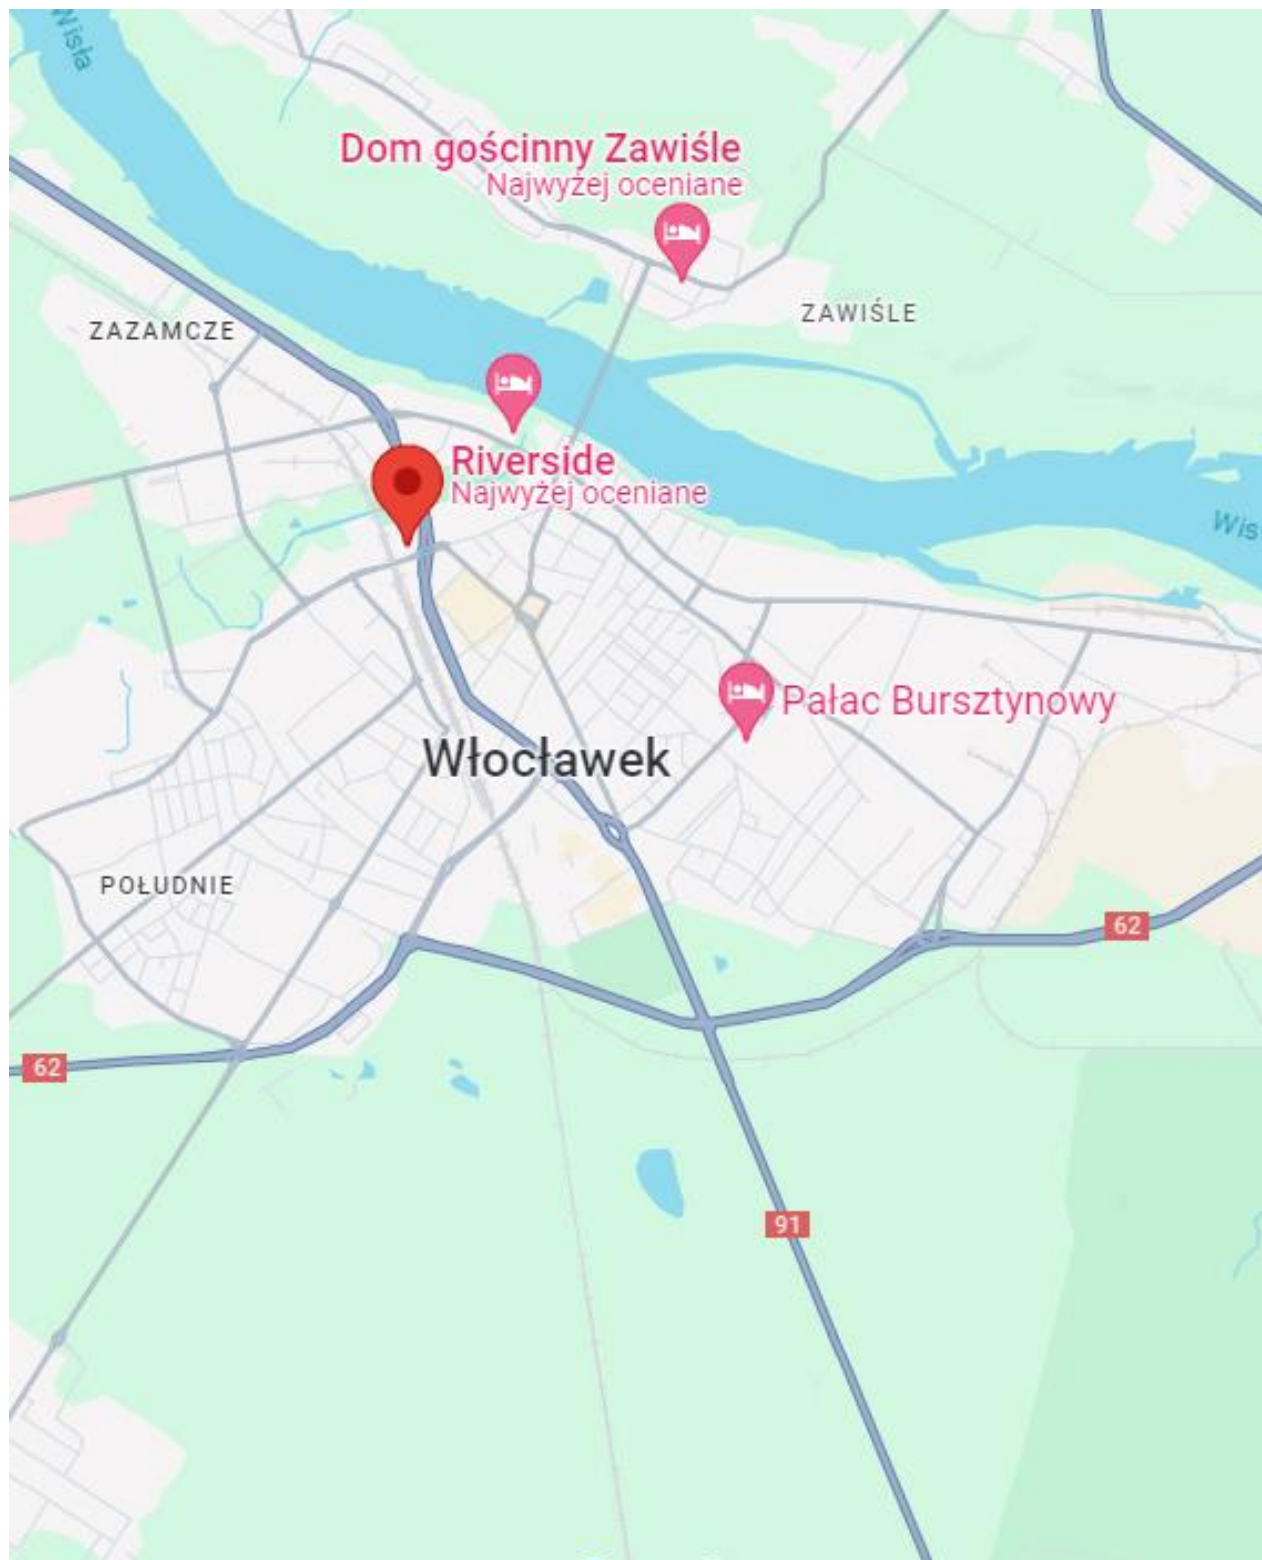 Wisła
Dom gościnny Zawiśle
Najwyżej oceniane
ZAWIŚLE
ZAZAMCZE
Riverside
Najwyżej oceniane
Wis
Pałac Bursztynowy
Włocławek
POŁUDNIE
62
62
91